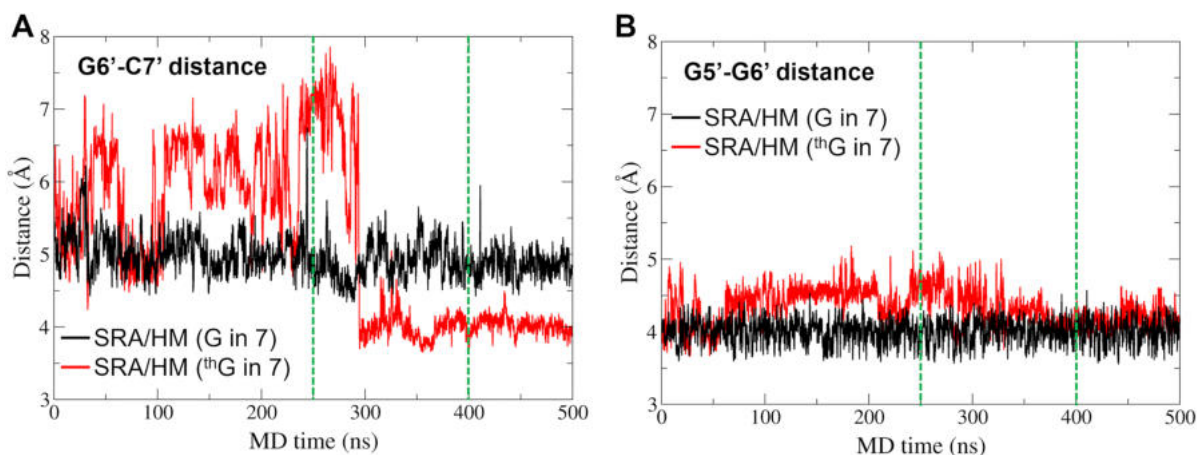 A
G6’-C7’ distance
8
7
6
5
4
3
Distance (Å)
SRA/HM (G in 7)
SRA/HM (ᵗʰG in 7)
0 100 200 300 400 500
MD time (ns)
B
G5’-G6’ distance
SRA/HM (G in 7)
SRA/HM (ᵗʰG in 7)
8
7
6
5
4
3
Distance (Å)
0 100 200 300 400 500
MD time (ns)